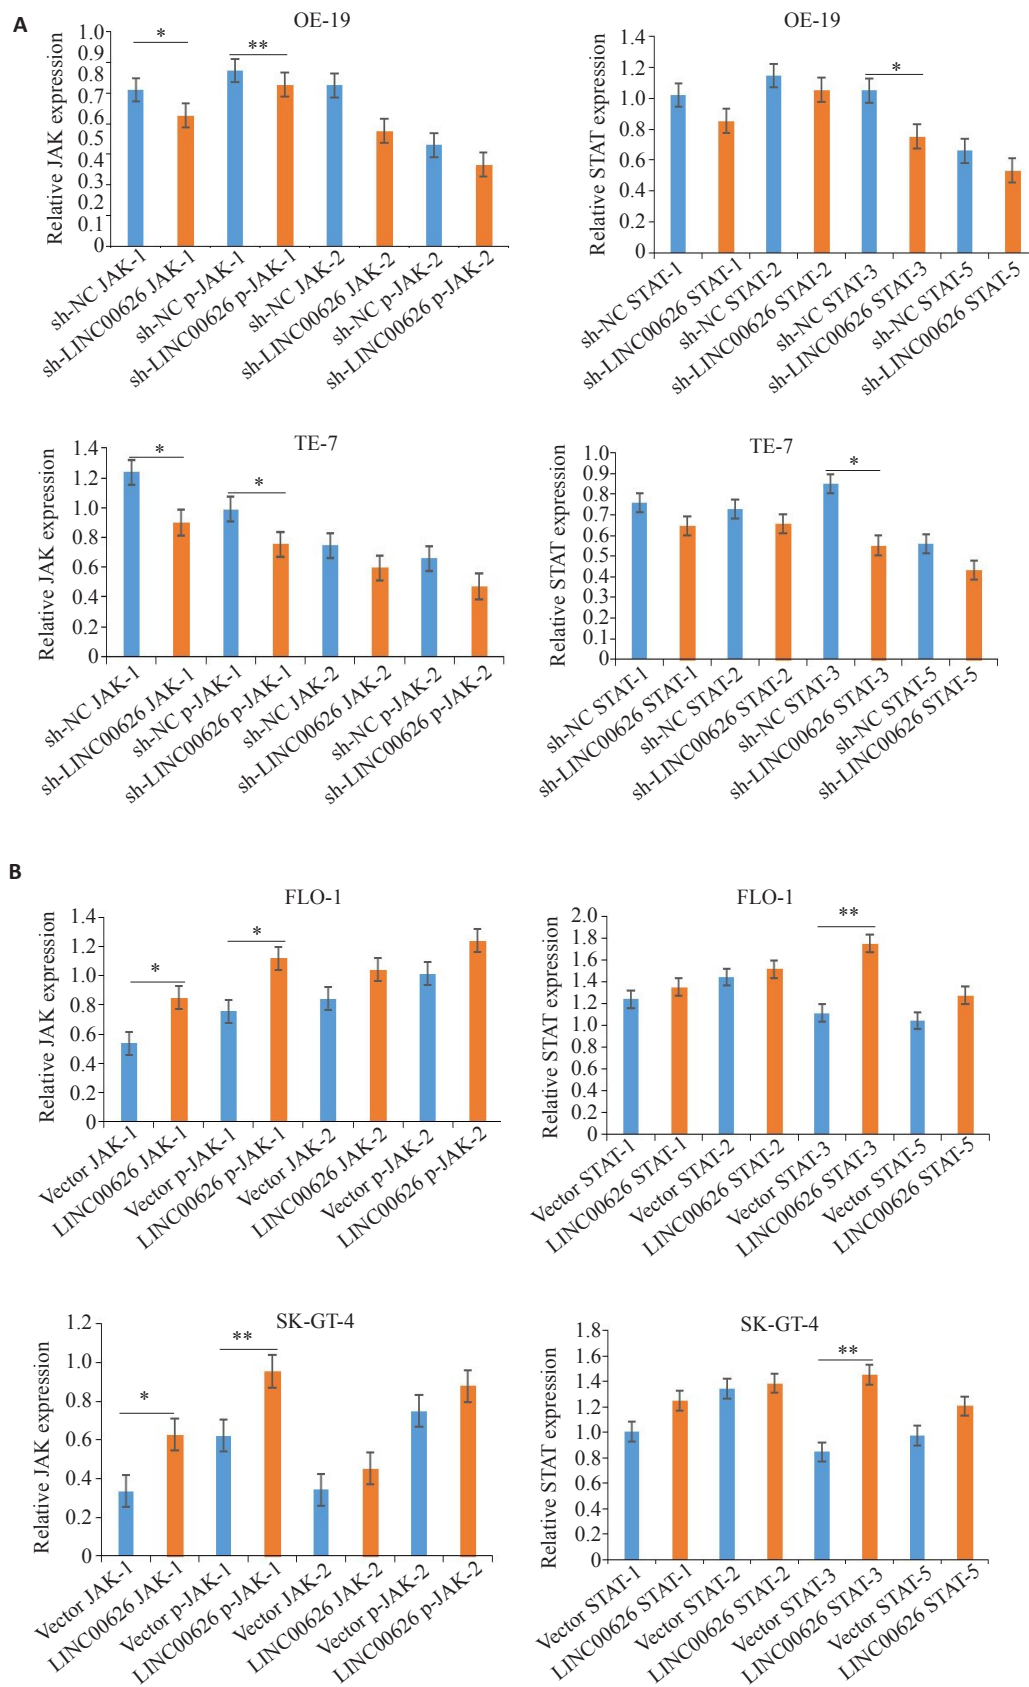 A
OE-19
Relative JAK expression
1.0
0.9
0.8
0.7
0.6
0.5
0.4
0.3
0.2
0.1
0
*
**
sh-NC JAK-1
sh-LINC00626 JAK-1
sh-NC p-JAK-1
sh-LINC00626 p-JAK-1
sh-NC JAK-2
sh-LINC00626 JAK-2
sh-NC p-JAK-2
sh-LINC00626 p-JAK-2
OE-19
Relative STAT expression
1.4
1.2
1.0
0.8
0.6
0.4
0.2
0
*
sh-NC STAT-1
sh-LINC00626 STAT-1
sh-NC STAT-2
sh-LINC00626 STAT-2
sh-NC STAT-3
sh-LINC00626 STAT-3
sh-NC STAT-5
sh-LINC00626 STAT-5
TE-7
Relative JAK expression
1.4
1.2
1.0
0.8
0.6
0.4
0.2
0
*
*
sh-NC JAK-1
sh-LINC00626 JAK-1
sh-NC p-JAK-1
sh-LINC00626 p-JAK-1
sh-NC JAK-2
sh-LINC00626 JAK-2
sh-NC p-JAK-2
sh-LINC00626 p-JAK-2
TE-7
Relative STAT expression
1.0
0.9
0.8
0.7
0.6
0.5
0.4
0.3
0.2
0.1
0
*
sh-NC STAT-1
sh-LINC00626 STAT-1
sh-NC STAT-2
sh-LINC00626 STAT-2
sh-NC STAT-3
sh-LINC00626 STAT-3
sh-NC STAT-5
sh-LINC00626 STAT-5
B
FLO-1
Relative JAK expression
1.4
1.2
1.0
0.8
0.6
0.4
0.2
0
*
*
Vector JAK-1
LINC00626 JAK-1
Vector p-JAK-1
LINC00626 p-JAK-1
Vector JAK-2
LINC00626 JAK-2
Vector p-JAK-2
LINC00626 p-JAK-2
FLO-1
Relative STAT expression
2.0
1.8
1.6
1.4
1.2
1.0
0.8
0.6
0.4
0.2
0
**
Vector STAT-1
LINC00626 STAT-1
Vector STAT-2
LINC00626 STAT-2
Vector STAT-3
LINC00626 STAT-3
Vector STAT-5
LINC00626 STAT-5
SK-GT-4
Relative JAK expression
1.2
1.0
0.8
0.6
0.4
0.2
0
*
**
Vector JAK-1
LINC00626 JAK-1
Vector p-JAK-1
LINC00626 p-JAK-1
Vector JAK-2
LINC00626 JAK-2
Vector p-JAK-2
LINC00626 p-JAK-2
SK-GT-4
Relative STAT expression
1.8
1.6
1.4
1.2
1.0
0.8
0.6
0.4
0.2
0
**
Vector STAT-1
LINC00626 STAT-1
Vector STAT-2
LINC00626 STAT-2
Vector STAT-3
LINC00626 STAT-3
Vector STAT-5
LINC00626 STAT-5